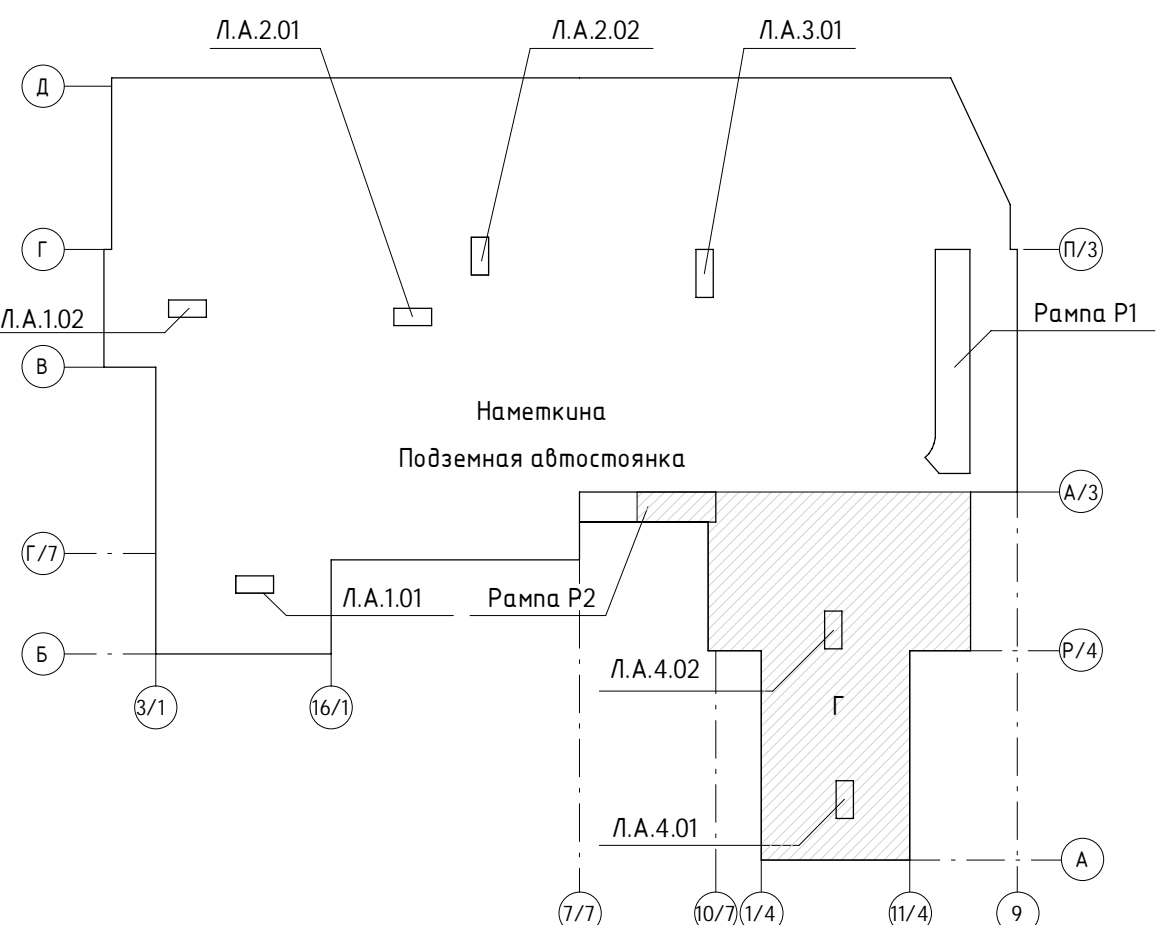 Л.А.2.01
Л.А.2.02
Л.А.3.01
Д
Г
П/3
Л.А.1.02
Рампа Р1
В
Наметкина
Подземная автостоянка
А/3
Г/7
Л.А.1.01
Рампа Р2
Б
Р/4
Л.А.4.02
3/1
16/1
Г
Л.А.4.01
А
7/7
10/7
1/4
11/4
9